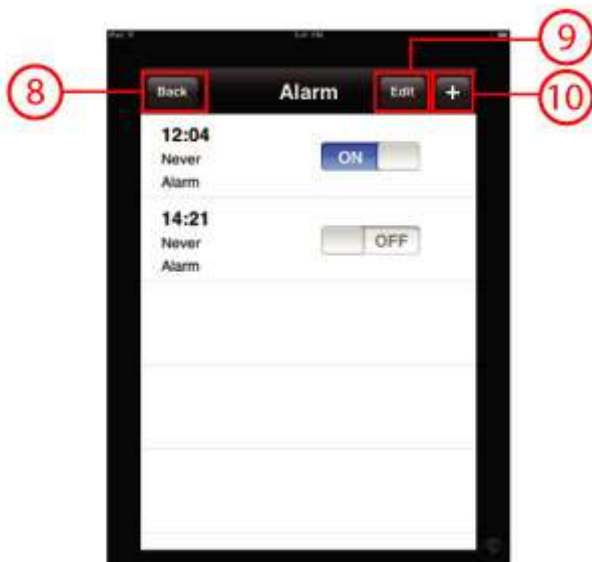 9
8
Back Alarm Edit +
10
12:04
Never
ON
Alarm
14:21
Never
OFF
Alarm